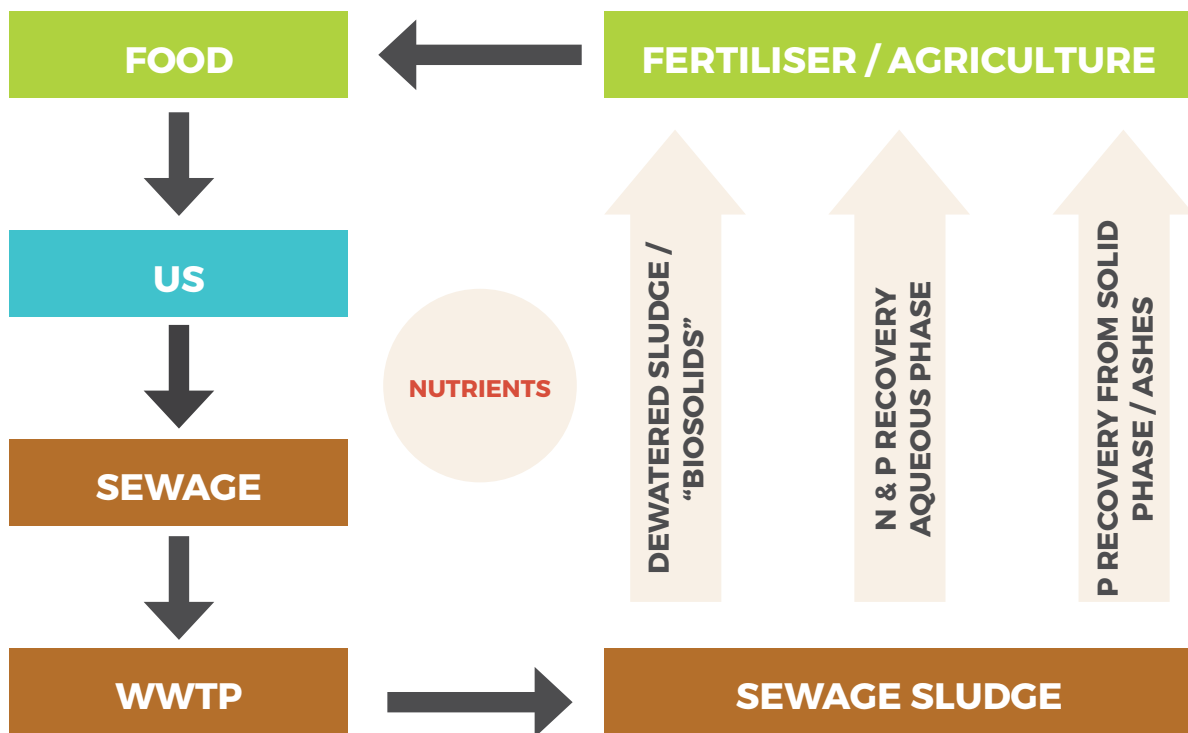 FOOD
FERTILISER / AGRICULTURE
US
NUTRIENTS
SEWAGE
DEWATERED SLUDGE /
“BIOSOLIDS”
N & P RECOVERY
AQUEOUS PHASE
P RECOVERY FROM SOLID
PHASE / ASHES
WWTP
SEWAGE SLUDGE